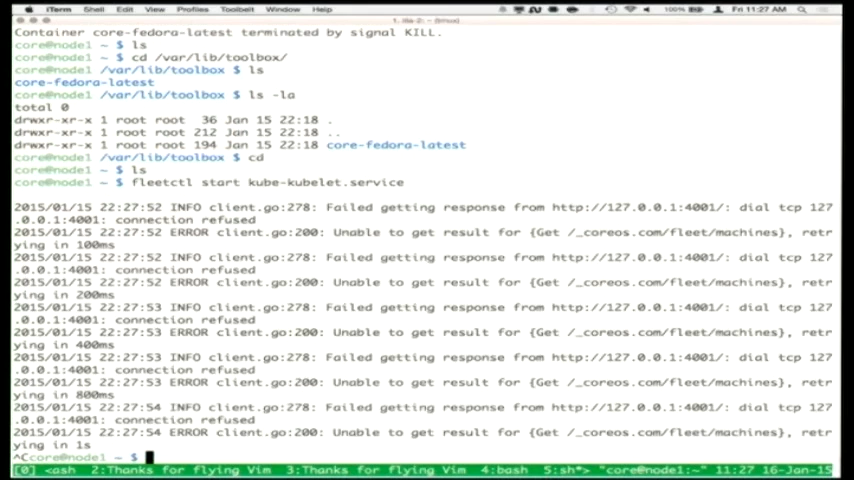 iTerm Shell Edit View Profiles Toolbelt Window Help 100% Fri 11:27 AM
Container core-fedora-latest terminated by signal KILL.
core@node1 ~ $ ls
core@node1 ~ $ cd /var/lib/toolbox/
core@node1 /var/lib/toolbox $ ls
core-fedora-latest
core@node1 /var/lib/toolbox $ ls -la
total 0
drwxr-xr-x 1 root root 36 Jan 15 22:18 .
drwxr-xr-x 1 root root 212 Jan 15 22:18 ..
drwxr-xr-x 1 root root 194 Jan 15 22:18 core-fedora-latest
core@node1 /var/lib/toolbox $ cd
core@node1 ~ $ ls
core@node1 ~ $ fleetctl start kube-kubelet.service
2015/01/15 22:27:52 INFO client.go:278: Failed getting response from http://127.0.0.1:4001/: dial tcp 127
.0.0.1:4001: connection refused
2015/01/15 22:27:52 ERROR client.go:200: Unable to get result for {Get /_coreos.com/fleet/machines}, retr
ying in 100ms
2015/01/15 22:27:52 INFO client.go:278: Failed getting response from http://127.0.0.1:4001/: dial tcp 127
.0.0.1:4001: connection refused
2015/01/15 22:27:52 ERROR client.go:200: Unable to get result for {Get /_coreos.com/fleet/machines}, retr
ying in 200ms
2015/01/15 22:27:53 INFO client.go:278: Failed getting response from http://127.0.0.1:4001/: dial tcp 127
.0.0.1:4001: connection refused
2015/01/15 22:27:53 ERROR client.go:200: Unable to get result for {Get /_coreos.com/fleet/machines}, retr
ying in 400ms
2015/01/15 22:27:53 INFO client.go:278: Failed getting response from http://127.0.0.1:4001/: dial tcp 127
.0.0.1:4001: connection refused
2015/01/15 22:27:53 ERROR client.go:200: Unable to get result for {Get /_coreos.com/fleet/machines}, retr
ying in 800ms
2015/01/15 22:27:54 INFO client.go:278: Failed getting response from http://127.0.0.1:4001/: dial tcp 127
.0.0.1:4001: connection refused
2015/01/15 22:27:54 ERROR client.go:200: Unable to get result for {Get /_coreos.com/fleet/machines}, retr
ying in 1s
^Ccore@node1 ~ $
[0] <ash 2:Thanks for flying Vim 3:Thanks for flying Vim 4:bash 5:sh*> "core@node1:~" 11:27 16-Jan-15